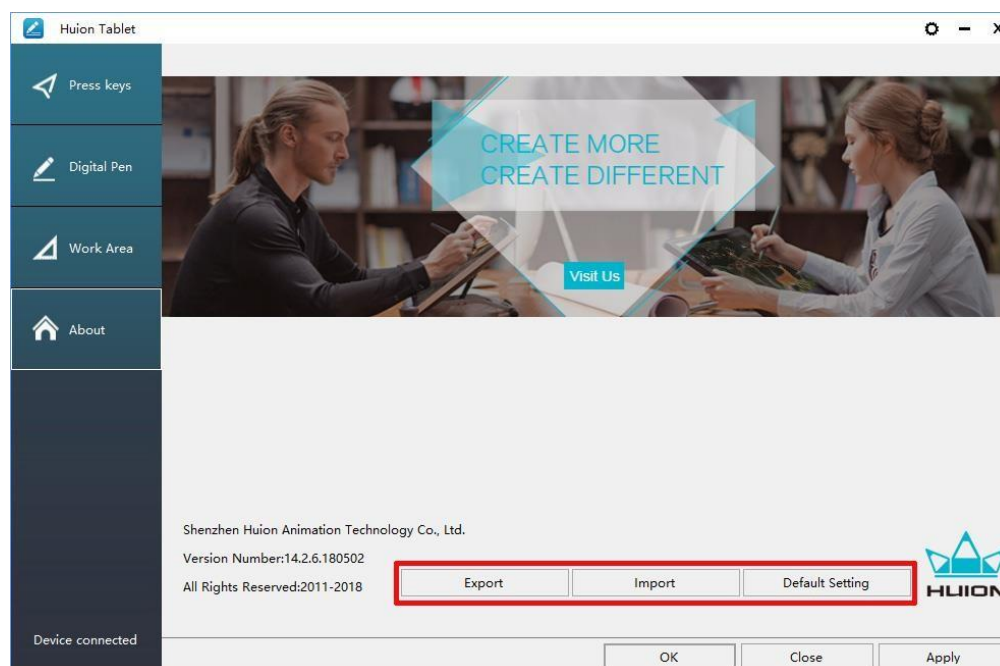 Huion Tablet
Press keys
Digital Pen
Work Area
About
CREATE MORE
CREATE DIFFERENT
Visit Us
Shenzhen Huion Animation Technology Co., Ltd.
Version Number:14.2.6.180502
All Rights Reserved:2011-2018
Export Import Default Setting
HUION
Device connected
OK Close Apply